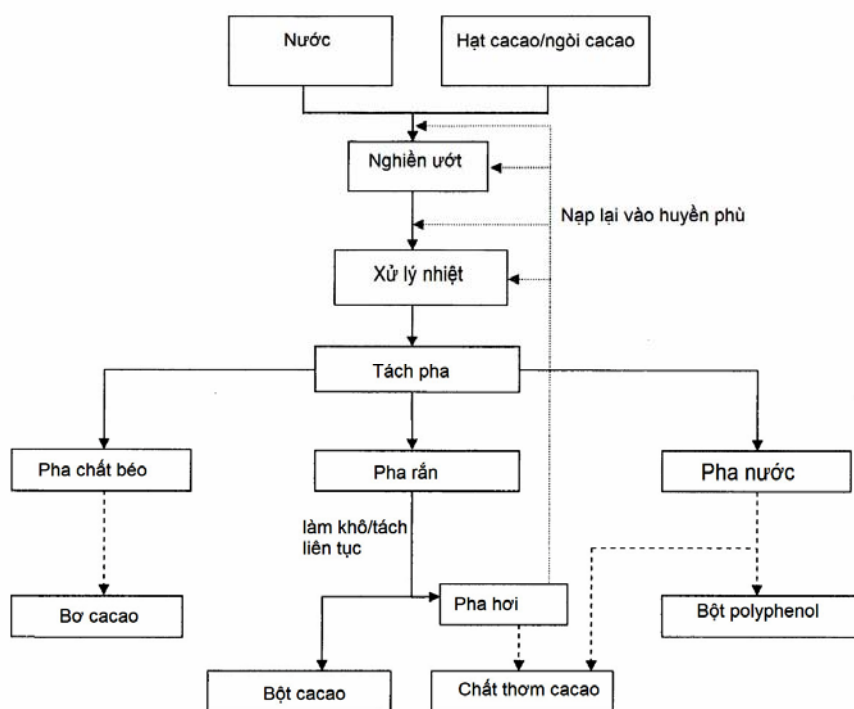 Nước
Hạt cacao/ngòi cacao
Nghiền ướt
Nạp lại vào huyền phù
Xử lý nhiệt
Tách pha
Pha chất béo
Pha rắn
Pha nước
làm khô/tách
liên tục
Bơ cacao
Pha hơi
Bột polyphenol
Bột cacao
Chất thơm cacao